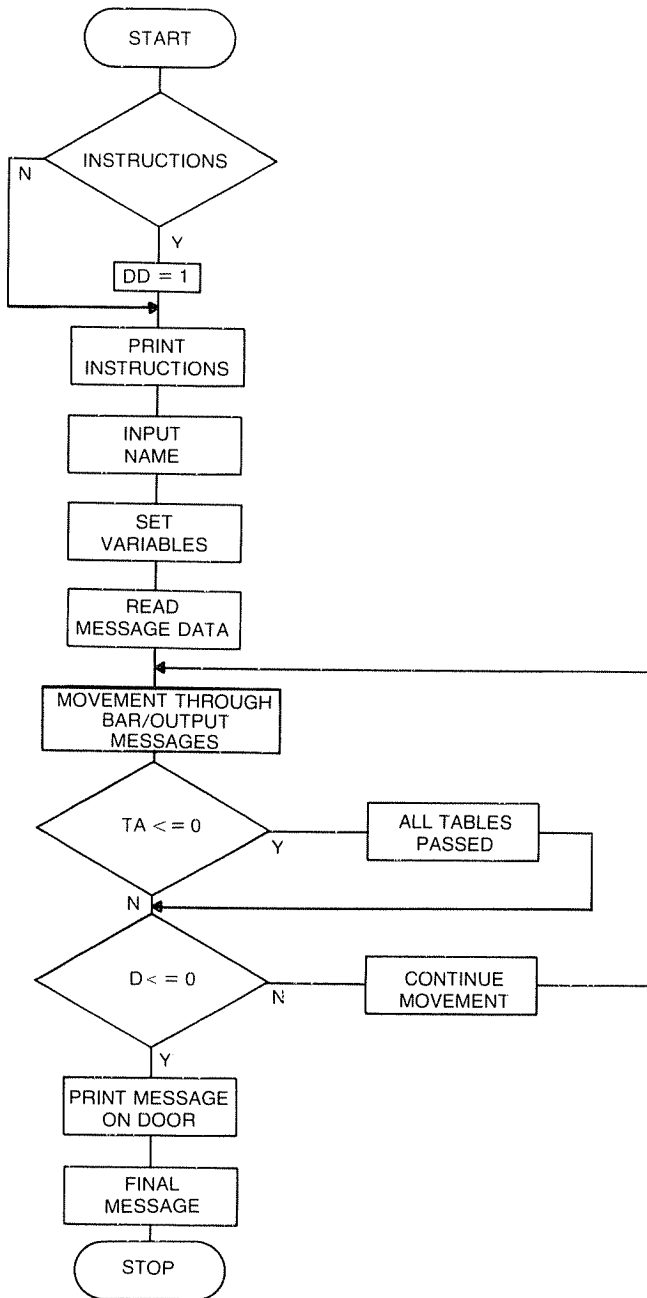 START
INSTRUCTIONS
N
Y
DD = 1
PRINT
INSTRUCTIONS
INPUT
NAME
SET
VARIABLES
READ
MESSAGE DATA
MOVEMENT THROUGH
BAR/OUTPUT
MESSAGES
TA <= 0
Y
ALL TABLES
PASSED
N
D <= 0
N
CONTINUE
MOVEMENT
Y
PRINT MESSAGE
ON DOOR
FINAL
MESSAGE
STOP